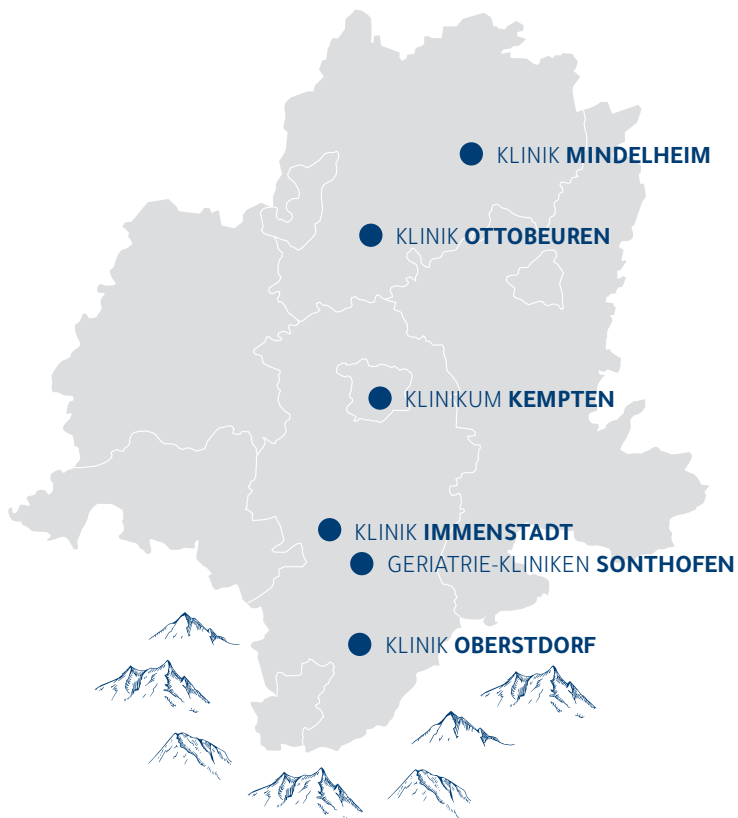 KLINIK MINDELHEIM
KLINIK OTTOBEUREN
KLINIKUM KEMPTEN
KLINIK IMMENSTADT
GERIATRIE-KLINIKEN SONTHOFEN
KLINIK OBERSTDORF